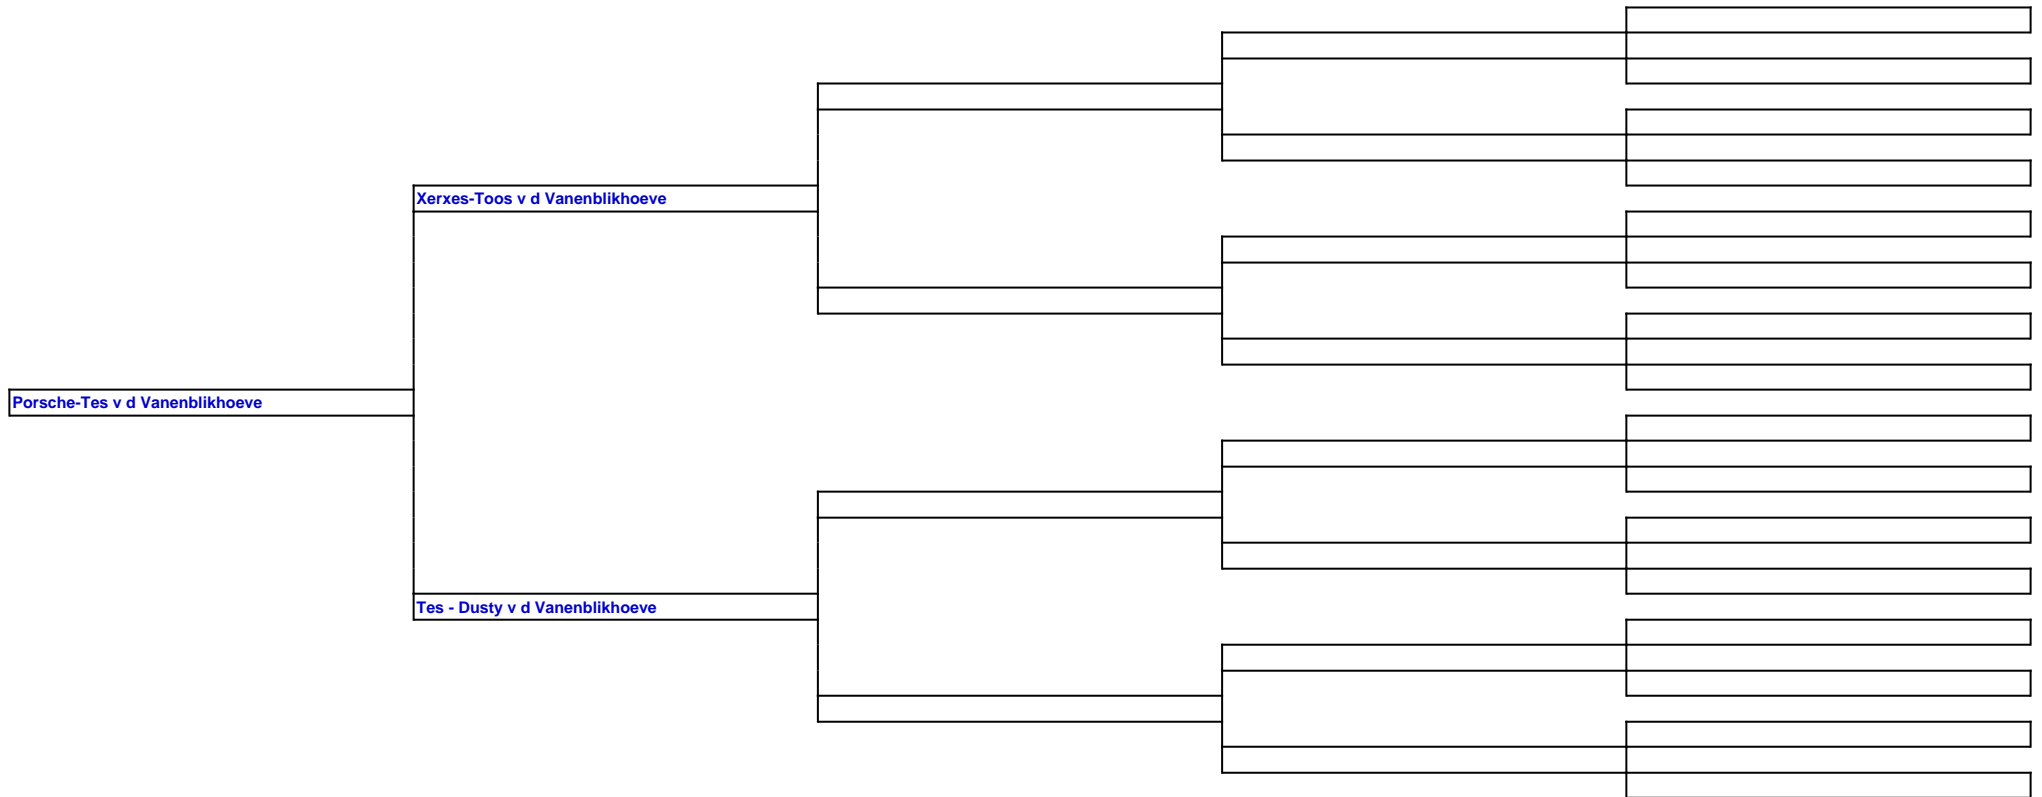 Xerxes-Toos v d Vanenblikhoeve
Porsche-Tes v d Vanenblikhoeve
Tes - Dusty v d Vanenblikhoeve